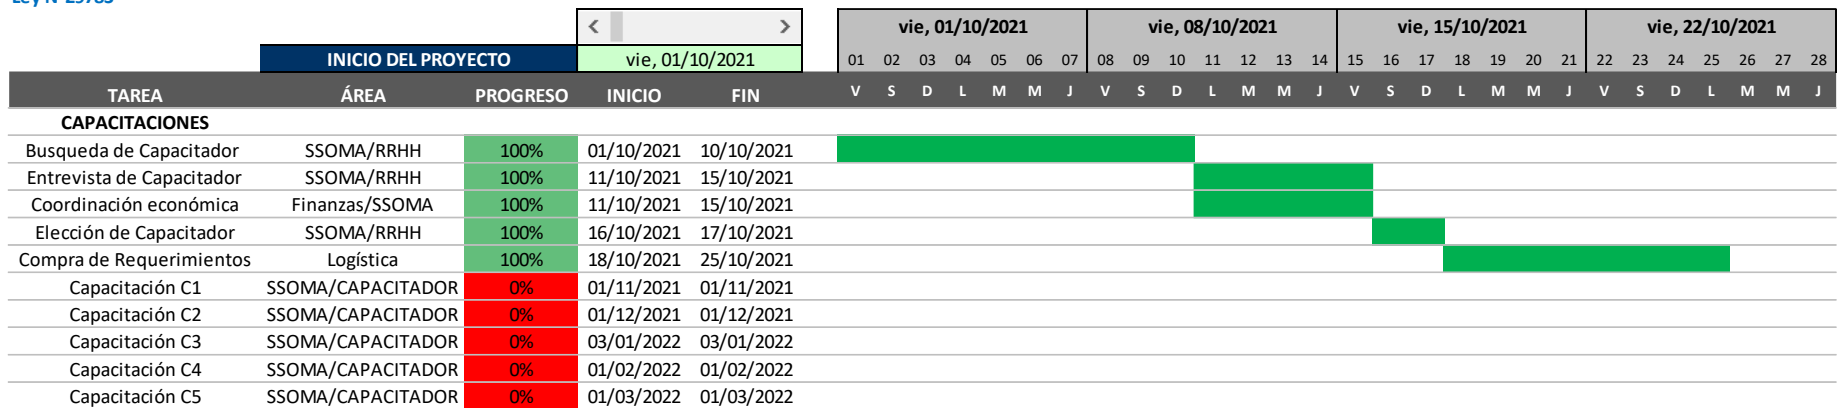 Ley N°29783
vie, 01/10/2021 vie, 08/10/2021 vie, 15/10/2021 vie, 22/10/2021
INICIO DEL PROYECTO vie, 01/10/2021 01 02 03 04 05 06 07 08 09 10 11 12 13 14 15 16 17 18 19 20 21 22 23 24 25 26 27 28
TAREA ÁREA PROGRESO INICIO FIN V S D L M M J V S D L M M J V S D L M M J V S D L M M J
CAPACITACIONES
Busqueda de Capacitador SSOMA/RRHH 100% 01/10/2021 10/10/2021
Entrevista de Capacitador SSOMA/RRHH 100% 11/10/2021 15/10/2021
Coordinación económica Finanzas/SSOMA 100% 11/10/2021 15/10/2021
Elección de Capacitador SSOMA/RRHH 100% 16/10/2021 17/10/2021
Compra de Requerimientos Logística 100% 18/10/2021 25/10/2021
Capacitación C1 SSOMA/CAPACITADOR 0% 01/11/2021 01/11/2021
Capacitación C2 SSOMA/CAPACITADOR 0% 01/12/2021 01/12/2021
Capacitación C3 SSOMA/CAPACITADOR 0% 03/01/2022 03/01/2022
Capacitación C4 SSOMA/CAPACITADOR 0% 01/02/2022 01/02/2022
Capacitación C5 SSOMA/CAPACITADOR 0% 01/03/2022 01/03/2022